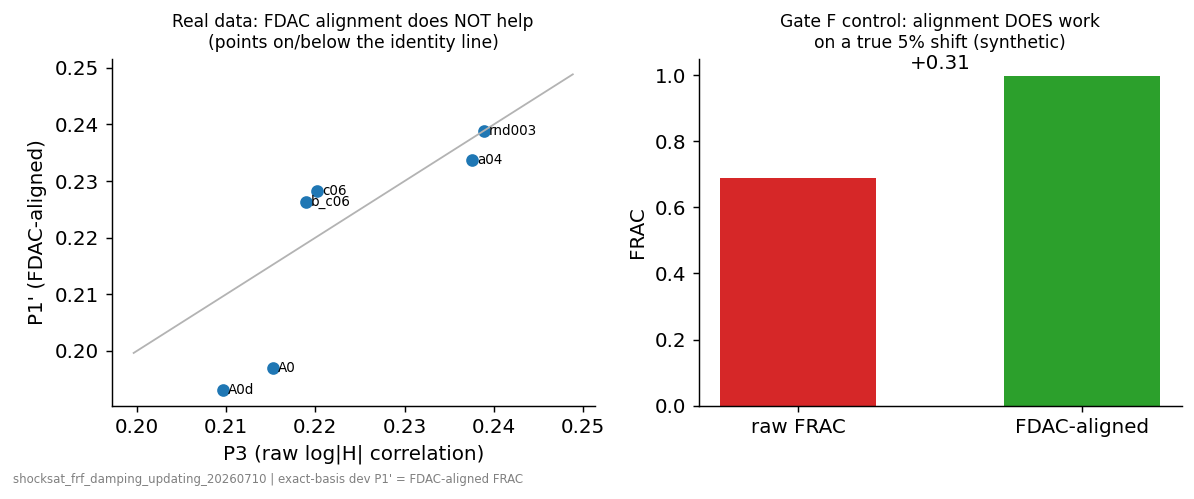 Real data: FDAC alignment does NOT help
(points on/below the identity line)
0.25
0.24
0.23
0.22
0.21
0.20
P1' (FDAC-aligned)
rnd003
a04
c06
b_c06
A0
A0d
0.20 0.21 0.22 0.23 0.24 0.25
P3 (raw log|H| correlation)
Gate F control: alignment DOES work
on a true 5% shift (synthetic)
+0.31
1.0
0.8
0.6
0.4
0.2
0.0
FRAC
raw FRAC FDAC-aligned
shocksat_frf_damping_updating_20260710 | exact-basis dev P1' = FDAC-aligned FRAC